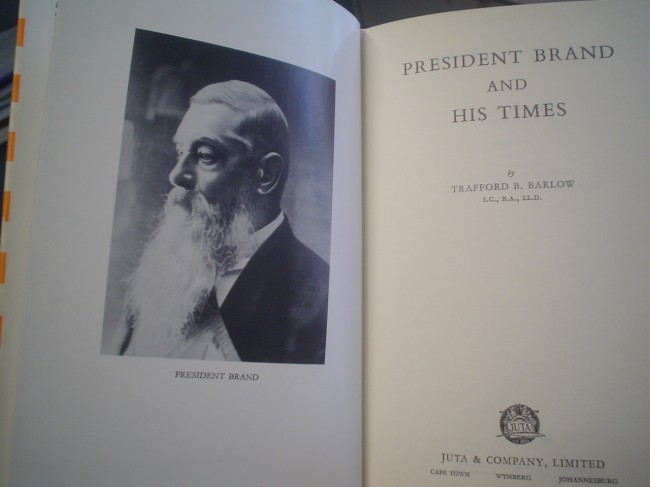 PRESIDENT BRAND
PRESIDENT BRAND
AND
HIS TIMES
by
TRAFFORD B. BARLOW
S.C., B.A., LL.D.
JUTA
JUTA & COMPANY, LIMITED
CAPE TOWN WYNBERG JOHANNESBURG